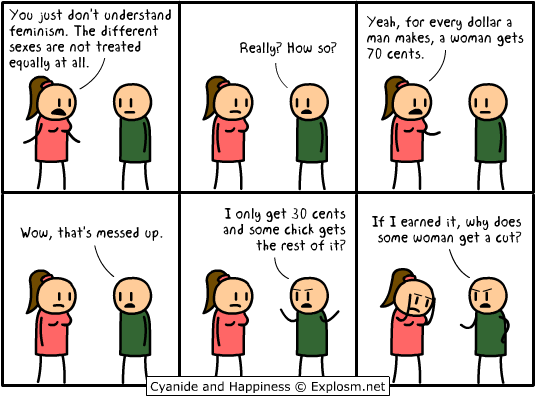 You just don't understand
feminism. The different
sexes are not treated
equally at all.
Really? How so?
Yeah, for every dollar a
man makes, a woman gets
70 cents.
Wow, that's messed up.
I only get 30 cents
and some chick gets
the rest of it?
If I earned it, why does
some woman get a cut?
Cyanide and Happiness © Explosm.net